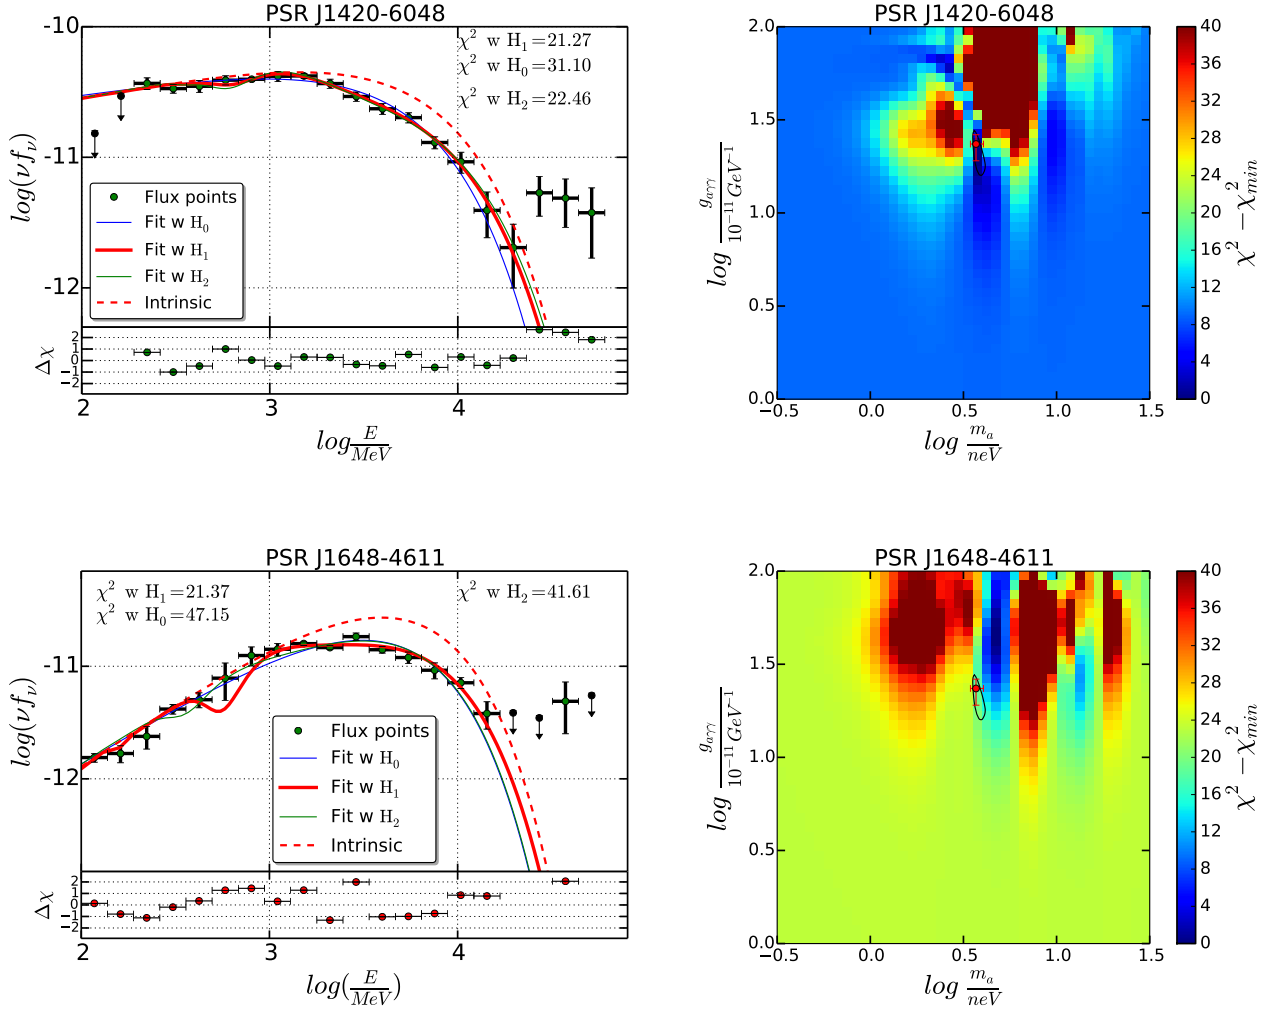 PSR J1420-6048
-10
-11
-12
log(νf_ν)
χ² w H₁=21.27
χ² w H₀=31.10
χ² w H₂=22.46
Flux points
Fit w H₀
Fit w H₁
Fit w H₂
Intrinsic
2
1
0
−1
−2
Δχ
2 3 4
log E/MeV
PSR J1420-6048
2.0
1.5
1.0
0.5
0.0
log g_{aγγ}/10⁻¹¹GeV⁻¹
−0.5 0.0 0.5 1.0 1.5
log m_a/neV
40
36
32
28
24
20
16
12
8
4
0
χ² − χ²_min
PSR J1648-4611
-11
-12
log(νf_ν)
χ² w H₁=21.37
χ² w H₀=47.15
χ² w H₂=41.61
Flux points
Fit w H₀
Fit w H₁
Fit w H₂
Intrinsic
2
1
0
−1
−2
Δχ
2 3 4
log(E/MeV)
PSR J1648-4611
2.0
1.5
1.0
0.5
0.0
log g_{aγγ}/10⁻¹¹GeV⁻¹
−0.5 0.0 0.5 1.0 1.5
log m_a/neV
40
36
32
28
24
20
16
12
8
4
0
χ² − χ²_min